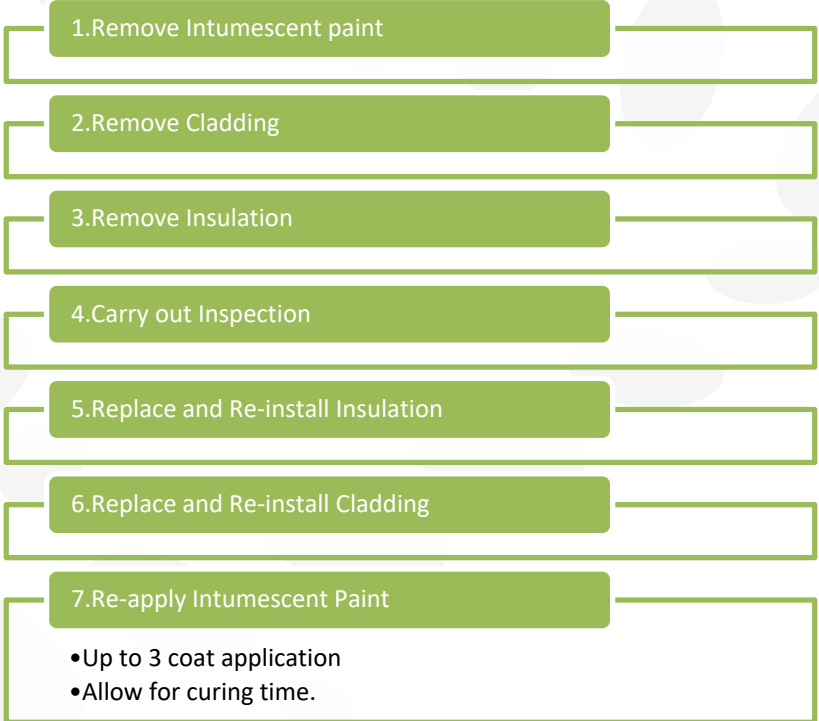 1.Remove Intumescent paint
2.Remove Cladding
3.Remove Insulation
4.Carry out Inspection
5.Replace and Re-install Insulation
6.Replace and Re-install Cladding
7.Re-apply Intumescent Paint
•Up to 3 coat application
•Allow for curing time.